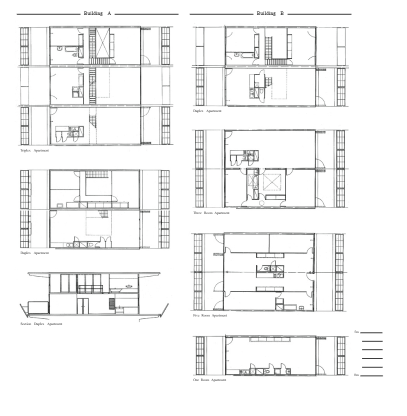 Building A
Building B
Duplex Apartment
Duplex Apartment
Duplex Apartment
Three Room Apartment
Section Duplex Apartment
Five Room Apartment
One Room Apartment